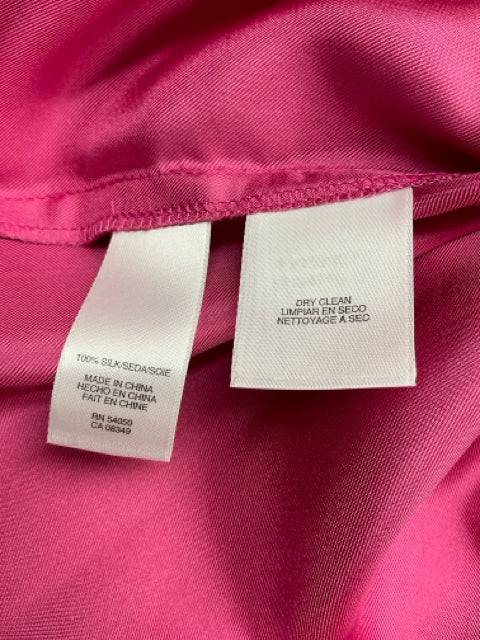 100% SILK/SEDA/SOIE
MADE IN CHINA
HECHO EN CHINA
FAIT EN CHINE
RN 54050
CA 08349
DRY CLEAN
LIMPIAR EN SECO
NETTOYAGE A SEC